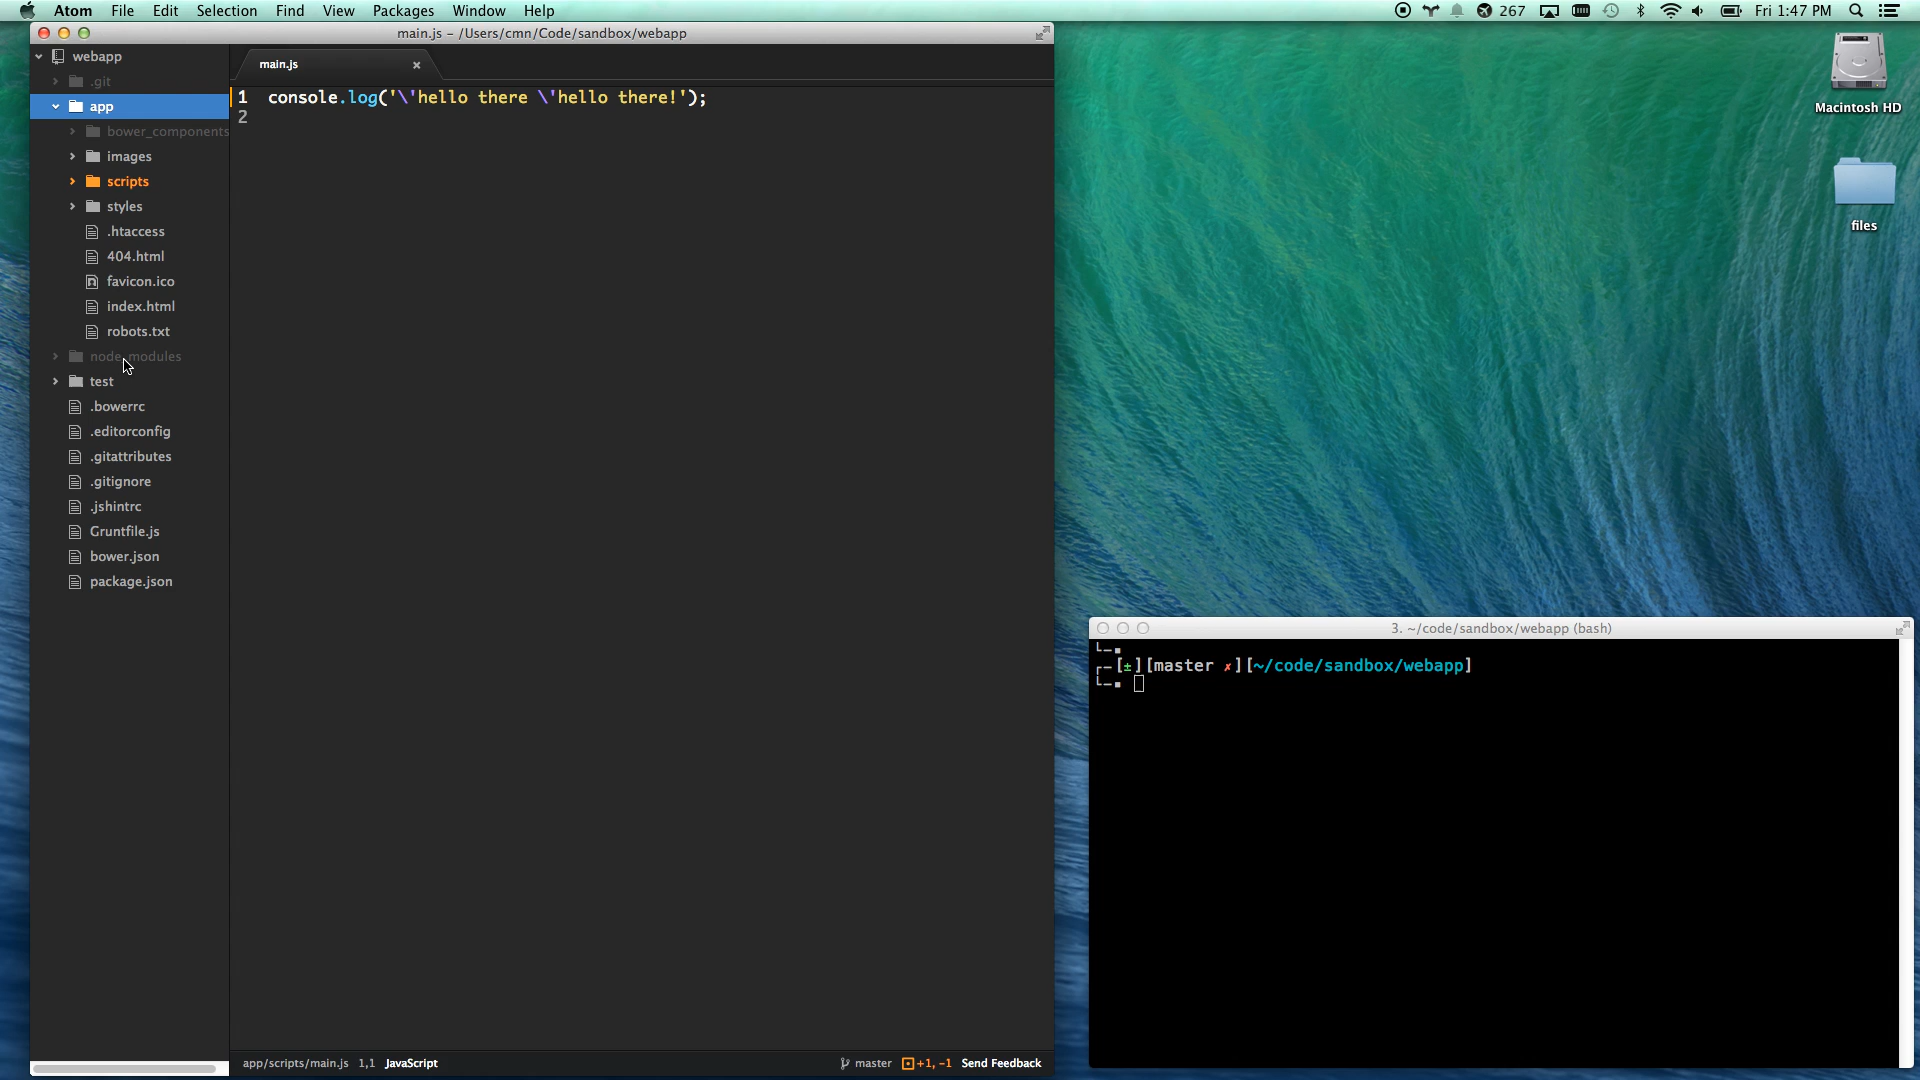 Atom File Edit Selection Find View Packages Window Help
267 Fri 1:47 PM
main.js - /Users/cmn/Code/sandbox/webapp
webapp
.git
app
bower_components
images
scripts
styles
.htaccess
404.html
favicon.ico
index.html
robots.txt
node_modules
test
.bowerrc
.editorconfig
.gitattributes
.gitignore
.jshintrc
Gruntfile.js
bower.json
package.json
main.js
1 console.log('\'hello there \'hello there!');
2
app/scripts/main.js 1,1 JavaScript master +1, -1 Send Feedback
Macintosh HD
files
3. ~/code/sandbox/webapp (bash)
[±][master ✗][~/code/sandbox/webapp]